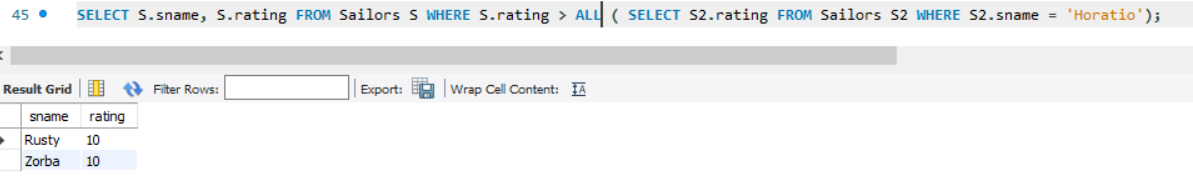 45 SELECT S.sname, S.rating FROM Sailors S WHERE S.rating > ALL ( SELECT S2.rating FROM Sailors S2 WHERE S2.sname = 'Horatio');
Result Grid Filter Rows: Export: Wrap Cell Content:
sname rating
Rusty 10
Zorba 10